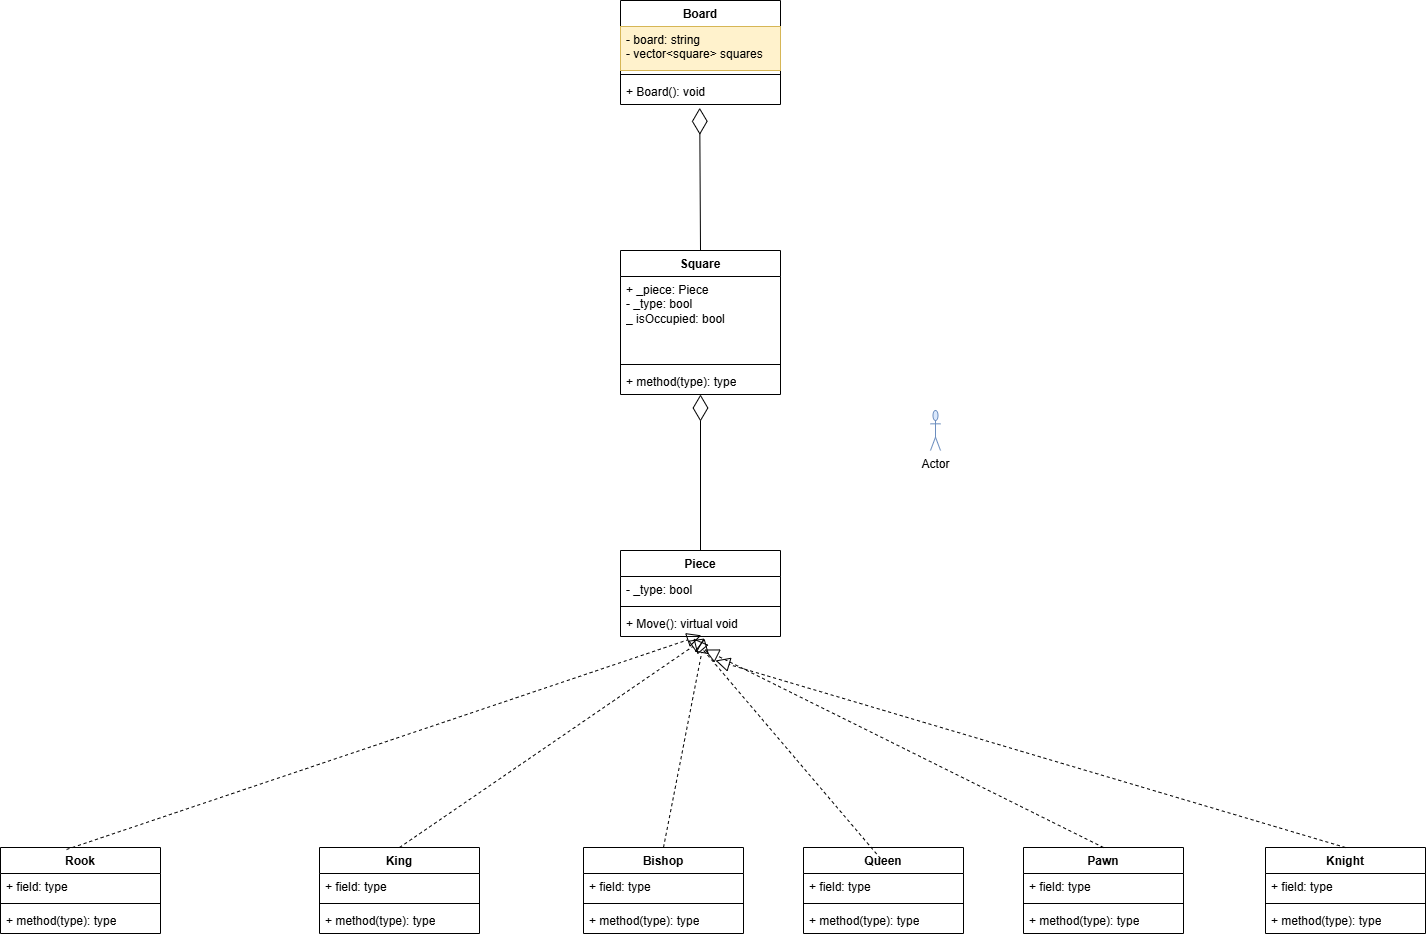 Board
- board: string
- vector<square> squares
+ Board(): void
Square
+ _piece: Piece
- _type: bool
_ isOccupied: bool
+ method(type): type
Actor
Piece
- _type: bool
+ Move(): virtual void
Rook
+ field: type
+ method(type): type
King
+ field: type
+ method(type): type
Bishop
+ field: type
+ method(type): type
Queen
+ field: type
+ method(type): type
Pawn
+ field: type
+ method(type): type
Knight
+ field: type
+ method(type): type